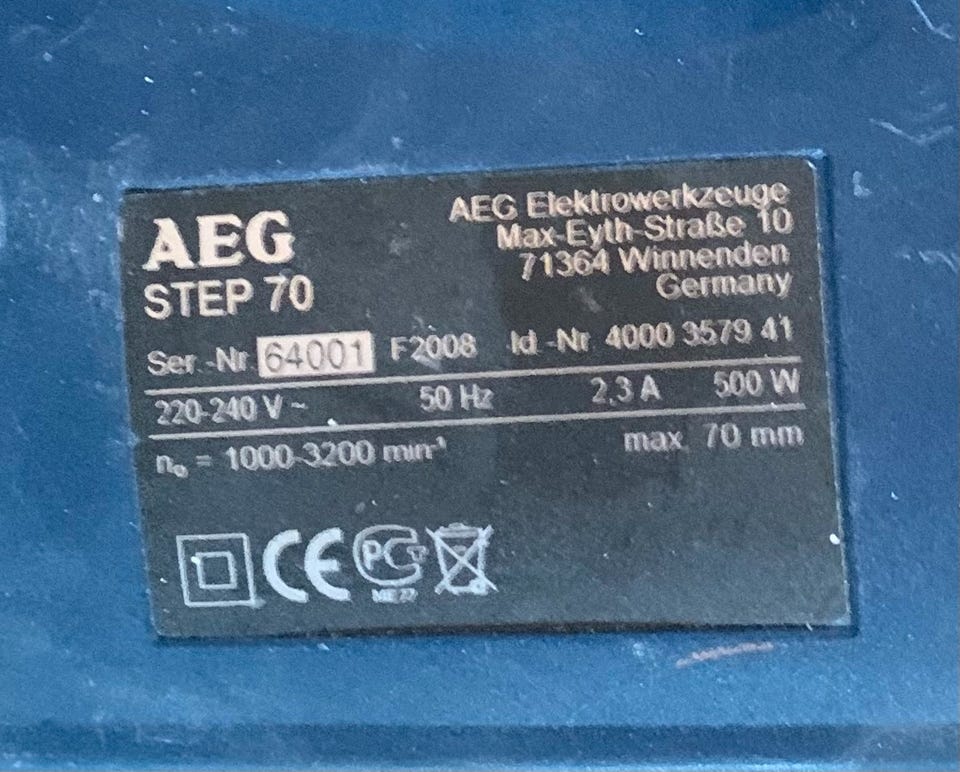 AEG
STEP 70
AEG Elektrowerkzeuge
Max-Eyth-Straße 10
71364 Winnenden
Germany
Ser.-Nr. 64001 F2008 Id.-Nr 4000 3579 41
220-240 V ~ 50 Hz 2,3 A 500 W
n₀ = 1000-3200 min⁻¹ max. 70 mm
CE PCT